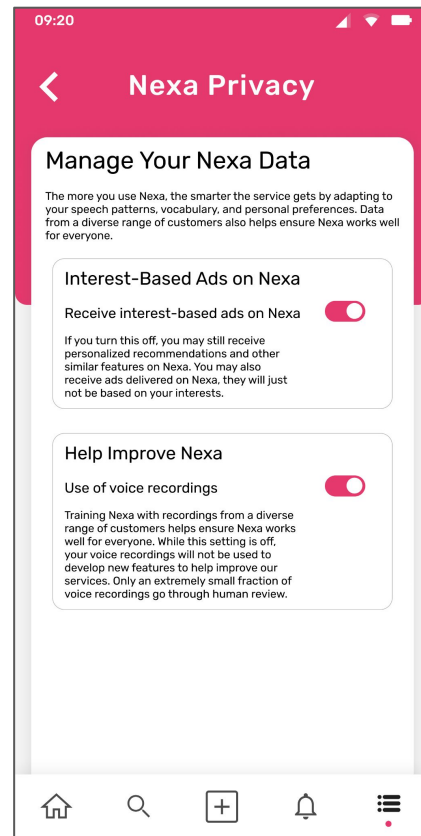 09:20
Nexa Privacy
Manage Your Nexa Data
The more you use Nexa, the smarter the service gets by adapting to
your speech patterns, vocabulary, and personal preferences. Data
from a diverse range of customers also helps ensure Nexa works well
for everyone.
Interest-Based Ads on Nexa
Receive interest-based ads on Nexa
If you turn this off, you may still receive
personalized recommendations and other
similar features on Nexa. You may also
receive ads delivered on Nexa, they will just
not be based on your interests.
Help Improve Nexa
Use of voice recordings
Training Nexa with recordings from a diverse
range of customers helps ensure Nexa works
well for everyone. While this setting is off,
your voice recordings will not be used to
develop new features to help improve our
services. Only an extremely small fraction of
voice recordings go through human review.